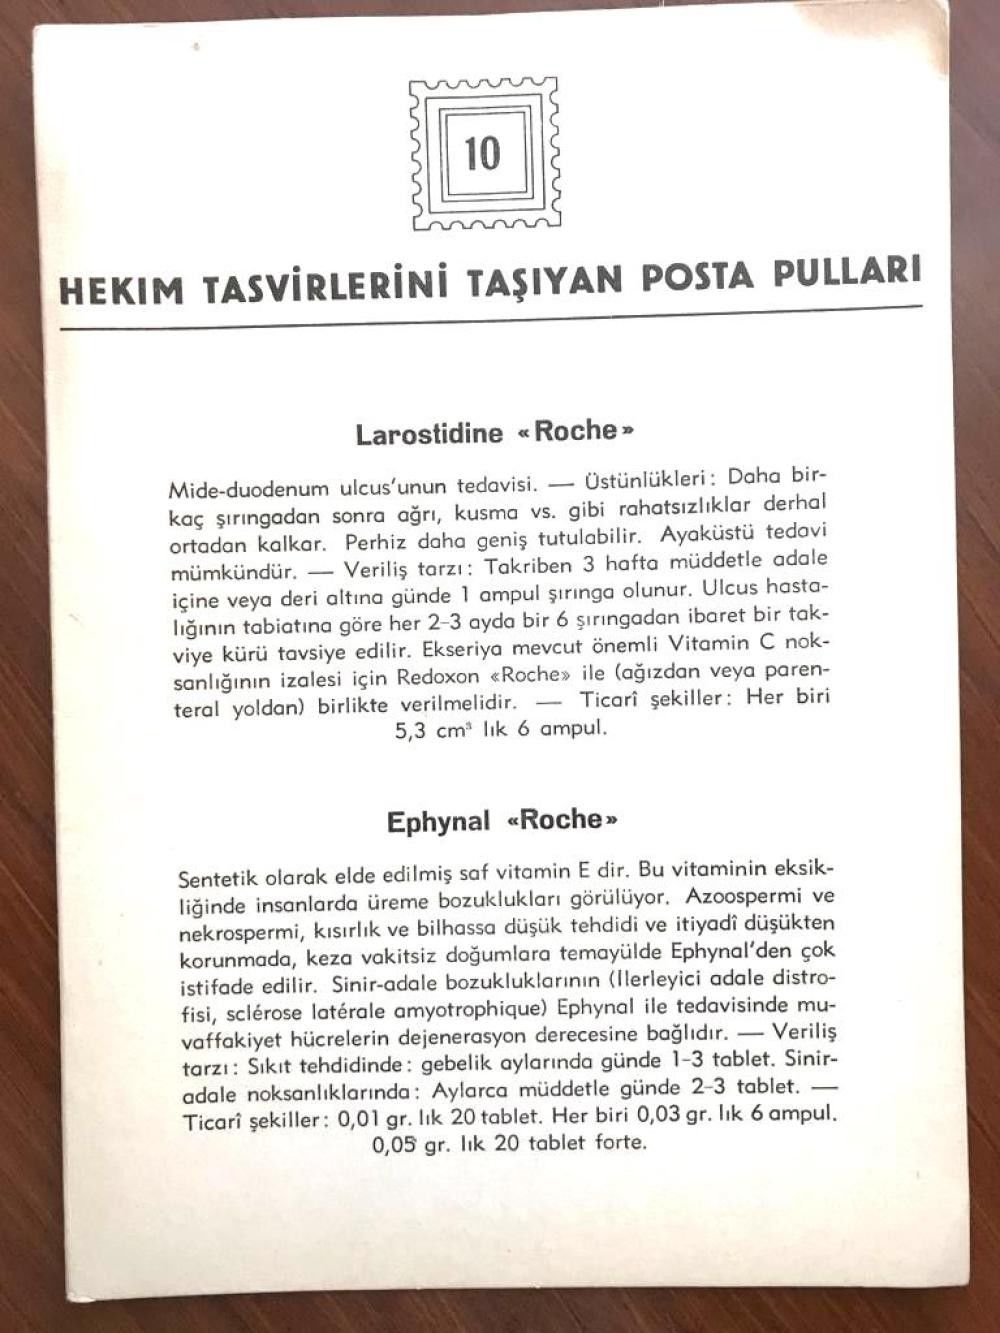 10
HEKIM TASVİRLERİNİ TAŞIYAN POSTA PULLARI
Larostidine «Roche»
Mide-duodenum ulcus'unun tedavisi. — Üstünlükleri: Daha bir-
kaç şırıngadan sonra ağrı, kusma vs. gibi rahatsızlıklar derhal
ortadan kalkar. Perhiz daha geniş tutulabilir. Ayaküstü tedavi
mümkündür. — Veriliş tarzı: Takriben 3 hafta müddetle adale
içine veya deri altına günde 1 ampul şırınga olunur. Ulcus hasta-
lığının tabiatına göre her 2-3 ayda bir 6 şırıngadan ibaret bir tak-
viye kürü tavsiye edilir. Ekseriya mevcut önemli Vitamin C nok-
sanlığının izalesi için Redoxon «Roche» ile (ağızdan veya paren-
teral yoldan) birlikte verilmelidir. — Ticarî şekiller: Her biri
5,3 cm³ lık 6 ampul.
Ephynal «Roche»
Sentetik olarak elde edilmiş saf vitamin E dir. Bu vitaminin eksik-
liğinde insanlarda üreme bozuklukları görülüyor. Azoospermi ve
nekrospermi, kısırlık ve bilhassa düşük tehdidi ve itiyadî düşükten
korunmada, keza vakitsiz doğumlara temayülde Ephynal'den çok
istifade edilir. Sinir-adale bozukluklarının (Ilerleyici adale distro-
fisi, sclérose latérale amyotrophique) Ephynal ile tedavisinde mu-
vaffakiyet hücrelerin dejenerasyon derecesine bağlıdır. — Veriliş
tarzı: Sıkıt tehdidinde: gebelik aylarında günde 1-3 tablet. Sinir-
adale noksanlıklarında: Aylarca müddetle günde 2-3 tablet. —
Ticarî şekiller: 0,01 gr. lık 20 tablet. Her biri 0,03 gr. lık 6 ampul.
0,05 gr. lık 20 tablet forte.